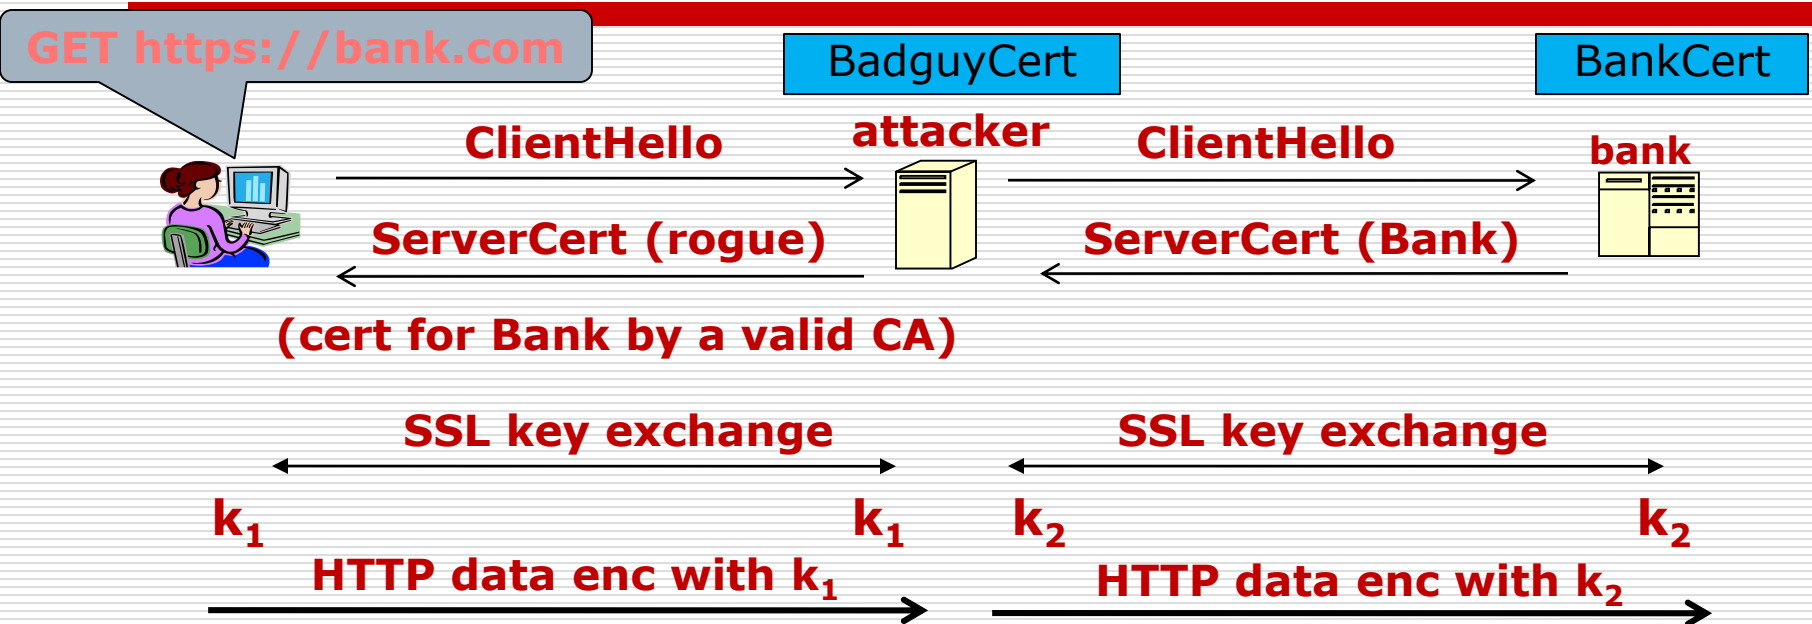 GET https://bank.com
BadguyCert
BankCert
ClientHello
attacker
ClientHello
bank
ServerCert (rogue)
ServerCert (Bank)
(cert for Bank by a valid CA)
SSL key exchange
SSL key exchange
k₁
k₁
k₂
k₂
HTTP data enc with k₁
HTTP data enc with k₂